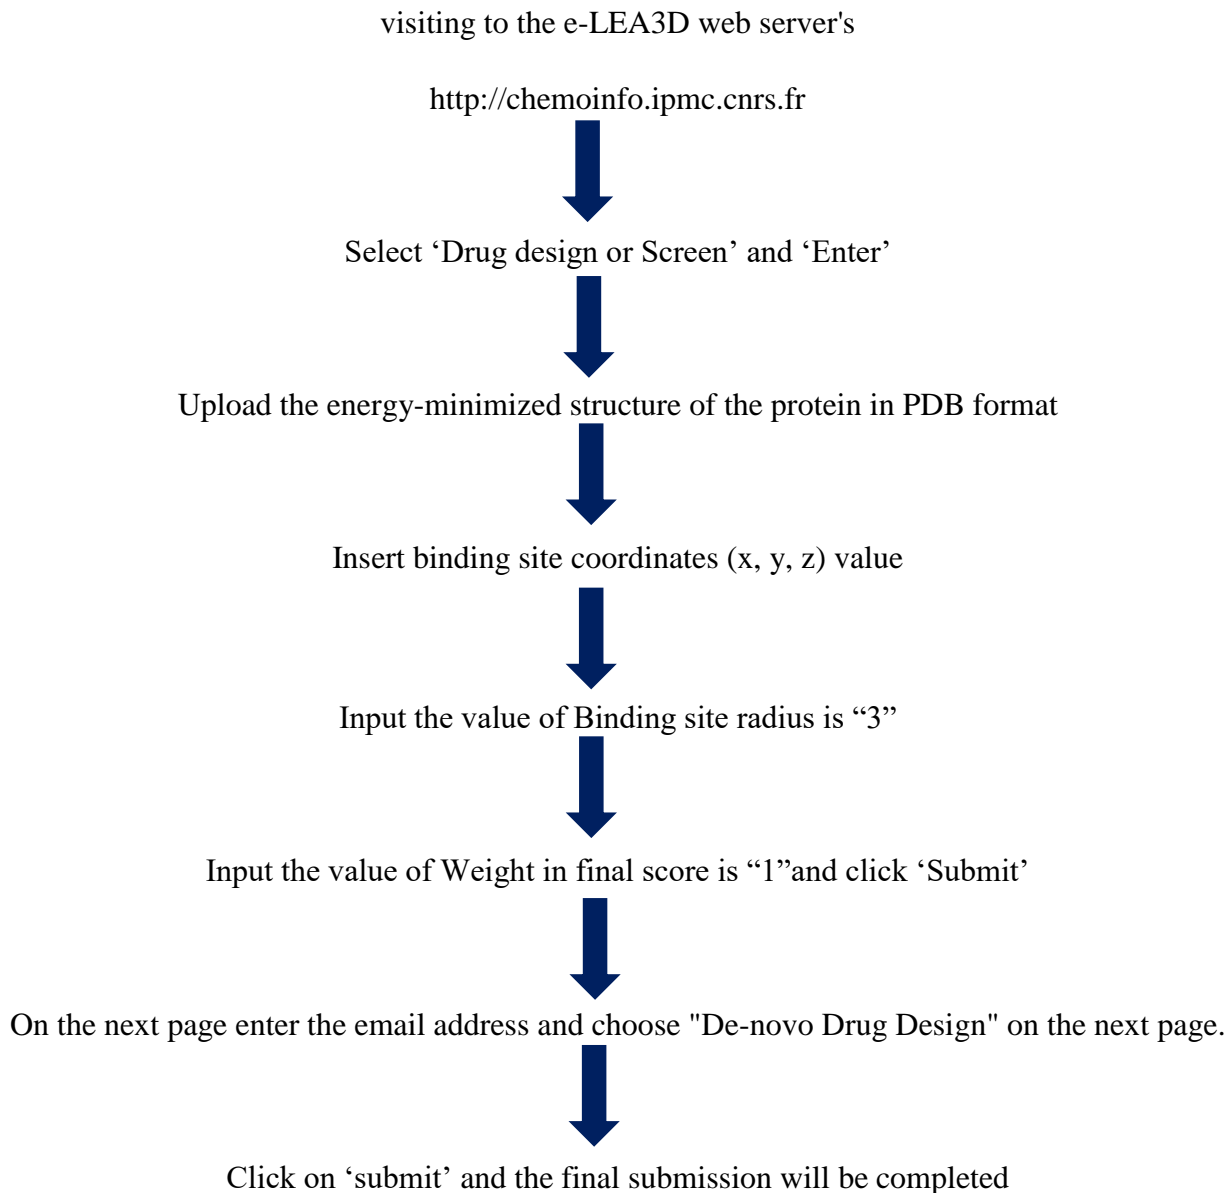 visiting to the e-LEA3D web server's
http://chemoinfo.ipmc.cnrs.fr
Select ‘Drug design or Screen’ and ‘Enter’
Upload the energy-minimized structure of the protein in PDB format
Insert binding site coordinates (x, y, z) value
Input the value of Binding site radius is “3”
Input the value of Weight in final score is “1”and click ‘Submit’
On the next page enter the email address and choose "De-novo Drug Design" on the next page.
Click on ‘submit’ and the final submission will be completed